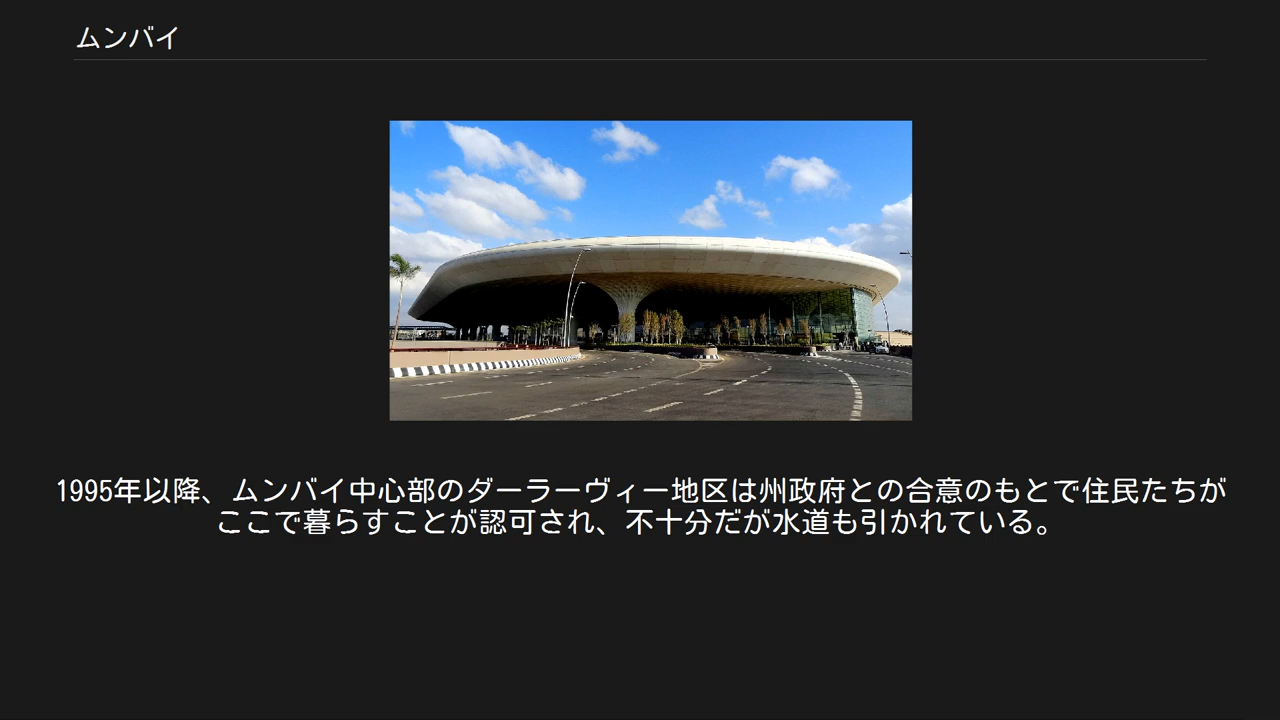 ムンバイ
1995年以降、ムンバイ中心部のダーラーヴィー地区は州政府との合意のもとで住民たちが
ここで暮らすことが認可され、不十分だが水道も引かれている。